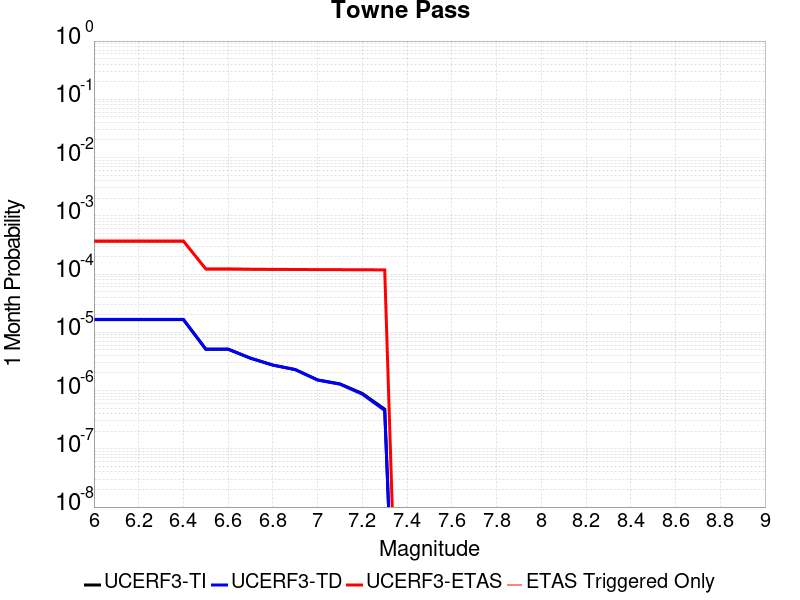 Towne Pass
10^0
10^-1
10^-2
10^-3
10^-4
10^-5
10^-6
10^-7
10^-8
1 Month Probability
6 6.2 6.4 6.6 6.8 7 7.2 7.4 7.6 7.8 8 8.2 8.4 8.6 8.8 9
Magnitude
UCERF3-TI UCERF3-TD UCERF3-ETAS ETAS Triggered Only